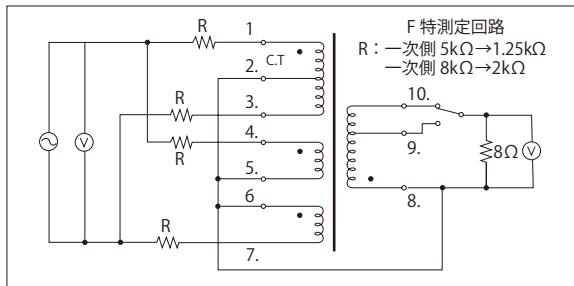 F 特測定回路
R：一次側 5kΩ→1.25kΩ
一次側 8kΩ→2kΩ
R
1
C.T
2.
R
3.
R
4.
5.
6
R
7.
10.
9.
8.
8Ω
V
V